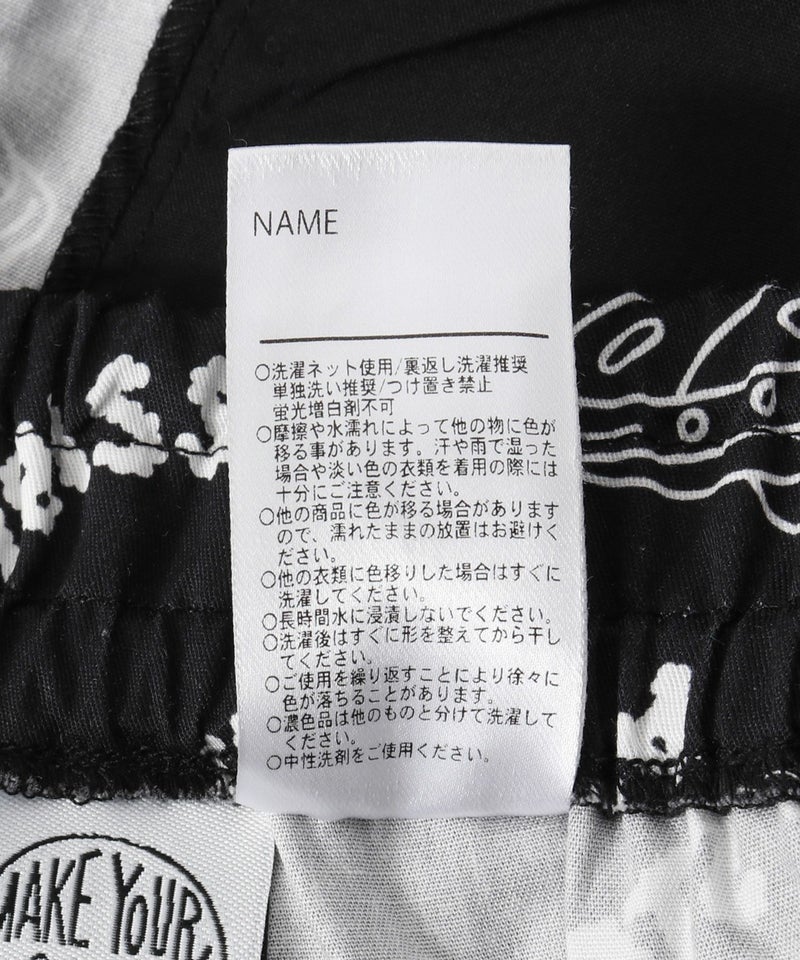 NAME
○洗濯ネット使用/裏返し洗濯推奨
単独洗い推奨/つけ置き禁止
蛍光増白剤不可
○摩擦や水濡れによって他の物に色が
移る事があります。汗や雨で湿った
場合や淡い色の衣類を着用の際には
十分にご注意ください。
○他の商品に色が移る場合があります
ので、濡れたままの放置はお避けく
ださい。
○他の衣類に色移りした場合はすぐに
洗濯してください。
○長時間水に浸漬しないでください。
○洗濯後はすぐに形を整えてから干し
てください。
○ご使用を繰り返すことにより徐々に
色が落ちることがあります。
○濃色品は他のものと分けて洗濯して
ください。
○中性洗剤をご使用ください。
MAKE YOUR